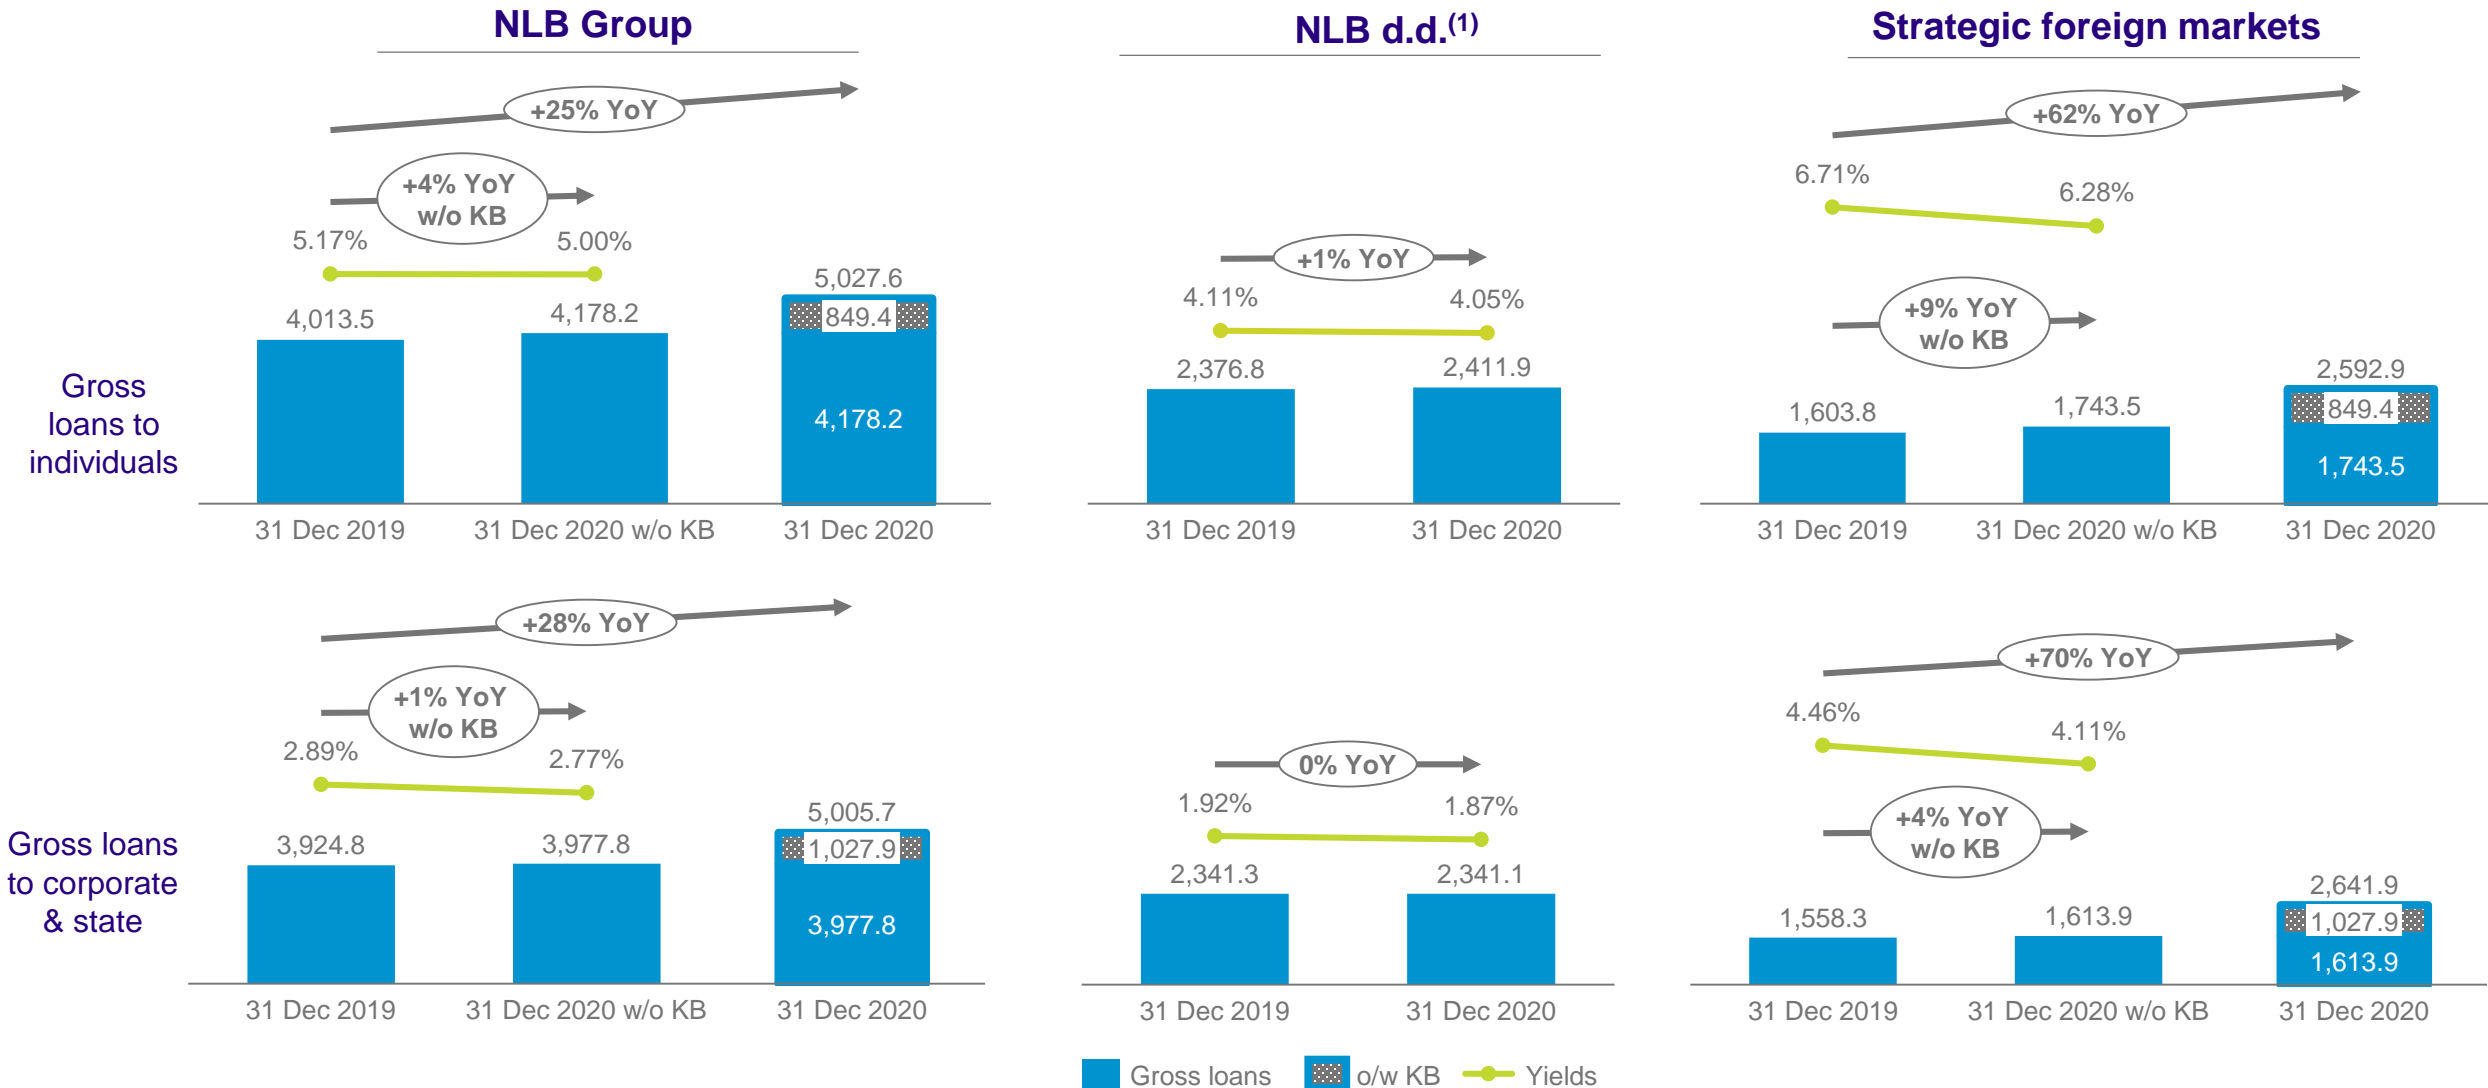 NLB Group
NLB d.d.(1)
Strategic foreign markets
Gross
loans to
individuals
+25% YoY
+4% YoY
w/o KB
5.17%
5.00%
4,013.5
4,178.2
5,027.6
849.4
4,178.2
31 Dec 2019
31 Dec 2020 w/o KB
31 Dec 2020
+1% YoY
4.11%
4.05%
2,376.8
2,411.9
31 Dec 2019
31 Dec 2020
+62% YoY
6.71%
6.28%
+9% YoY
w/o KB
1,603.8
1,743.5
2,592.9
849.4
1,743.5
31 Dec 2019
31 Dec 2020 w/o KB
31 Dec 2020
Gross loans
to corporate
& state
+28% YoY
+1% YoY
w/o KB
2.89%
2.77%
3,924.8
3,977.8
5,005.7
1,027.9
3,977.8
31 Dec 2019
31 Dec 2020 w/o KB
31 Dec 2020
0% YoY
1.92%
1.87%
2,341.3
2,341.1
31 Dec 2019
31 Dec 2020
+70% YoY
4.46%
4.11%
+4% YoY
w/o KB
1,558.3
1,613.9
2,641.9
1,027.9
1,613.9
31 Dec 2019
31 Dec 2020 w/o KB
31 Dec 2020
Gross loans
o/w KB
Yields